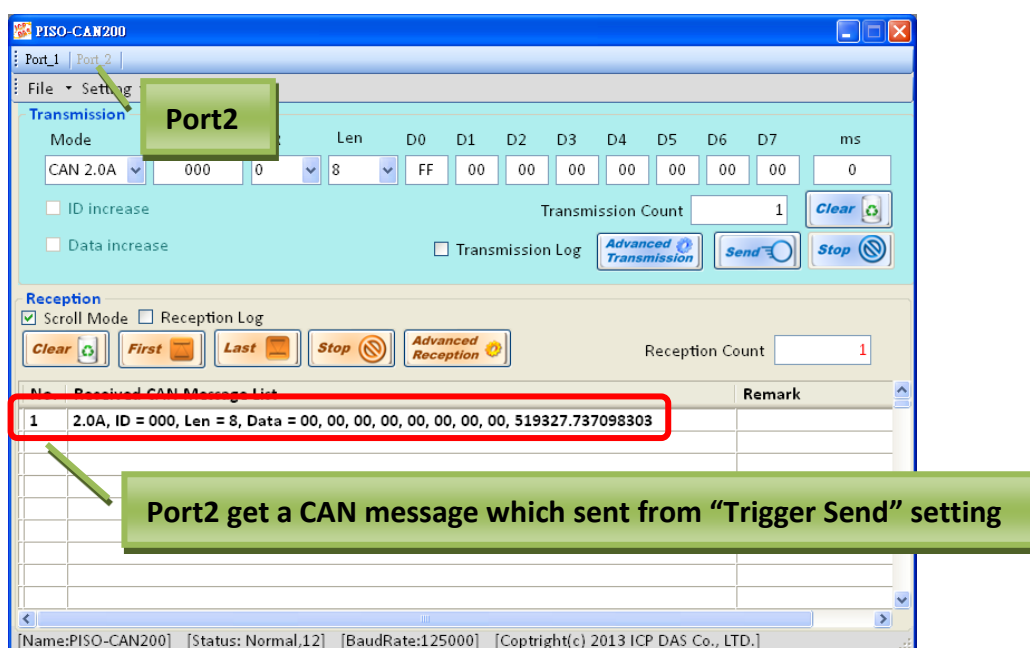 PISO-CAN200
Port_1 Port_2
File Setting
Port2
Transmission
Mode Len D0 D1 D2 D3 D4 D5 D6 D7 ms
CAN 2.0A 000 0 8 FF 00 00 00 00 00 00 00 0
ID increase Transmission Count 1 Clear
Data increase Transmission Log Advanced Transmission Send Stop
Reception
Scroll Mode Reception Log
Clear First Last Stop Advanced Reception Reception Count 1
No. Received CAN Message List Remark
1 2.0A, ID = 000, Len = 8, Data = 00, 00, 00, 00, 00, 00, 00, 00, 519327.737098303
Port2 get a CAN message which sent from “Trigger Send” setting
[Name:PISO-CAN200] [Status: Normal,12] [BaudRate:125000] [Coptright(c) 2013 ICP DAS Co., LTD.]